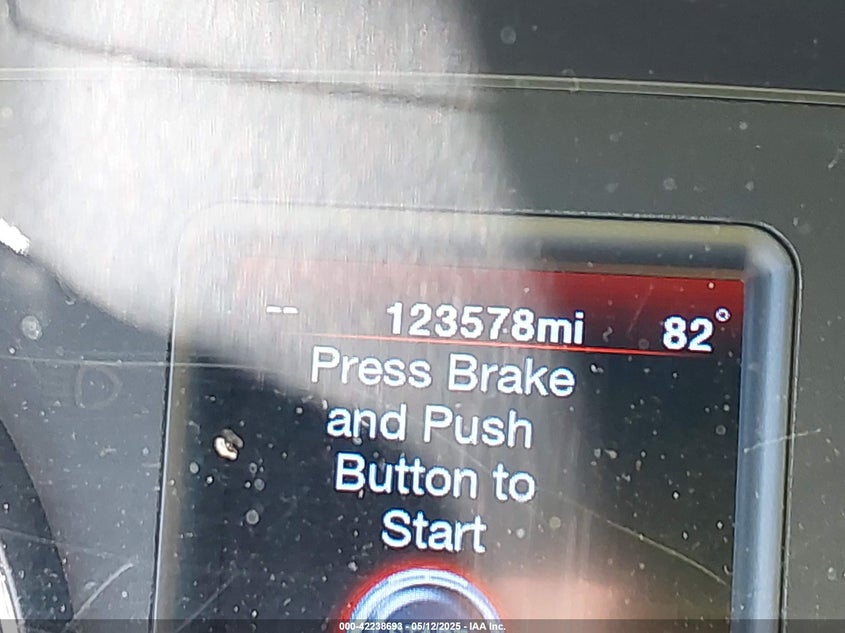 -- 123578mi 82°
Press Brake
and Push
Button to
Start
000-42238693 - 05/12/2025 - IAA Inc.